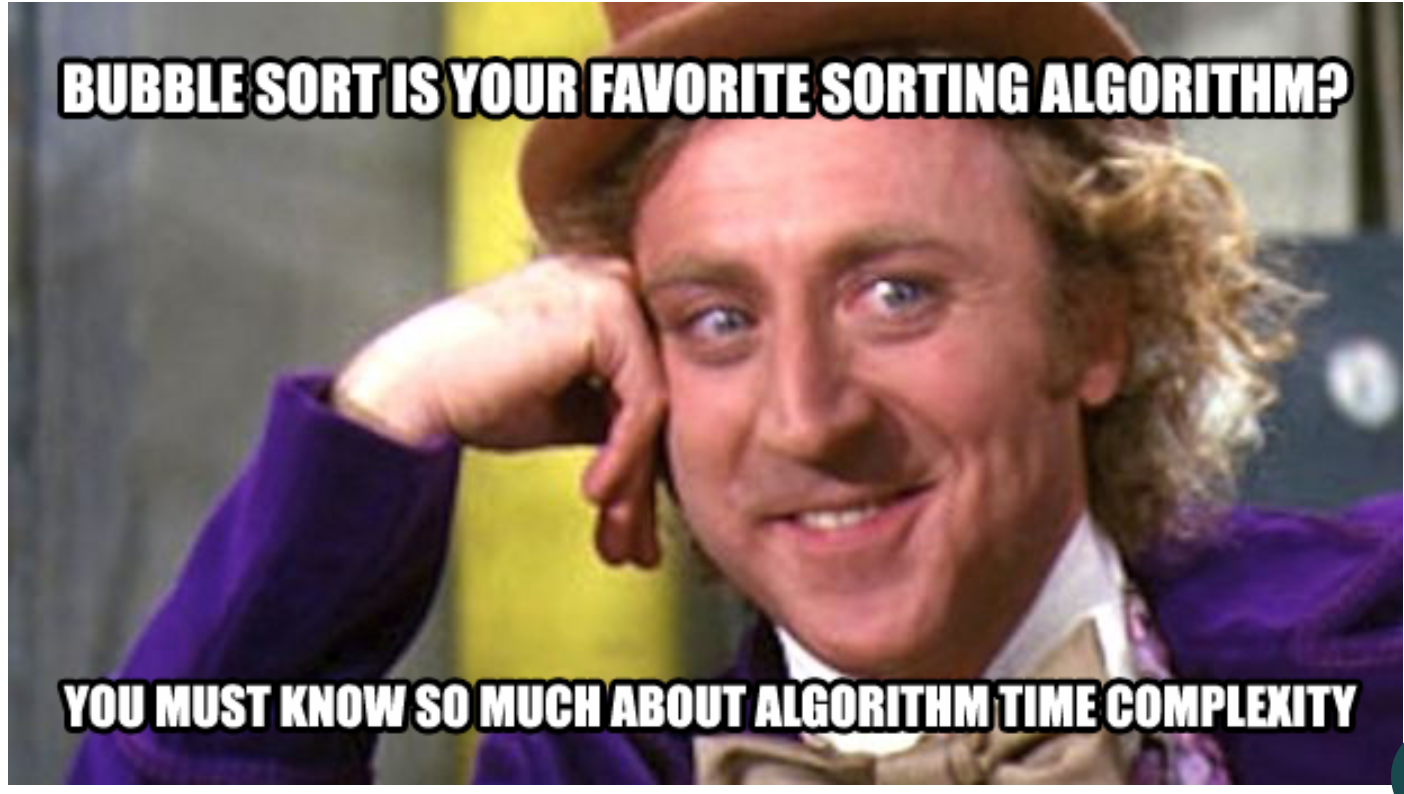 BUBBLE SORT IS YOUR FAVORITE SORTING ALGORITHM?
YOU MUST KNOW SO MUCH ABOUT ALGORITHM TIME COMPLEXITY